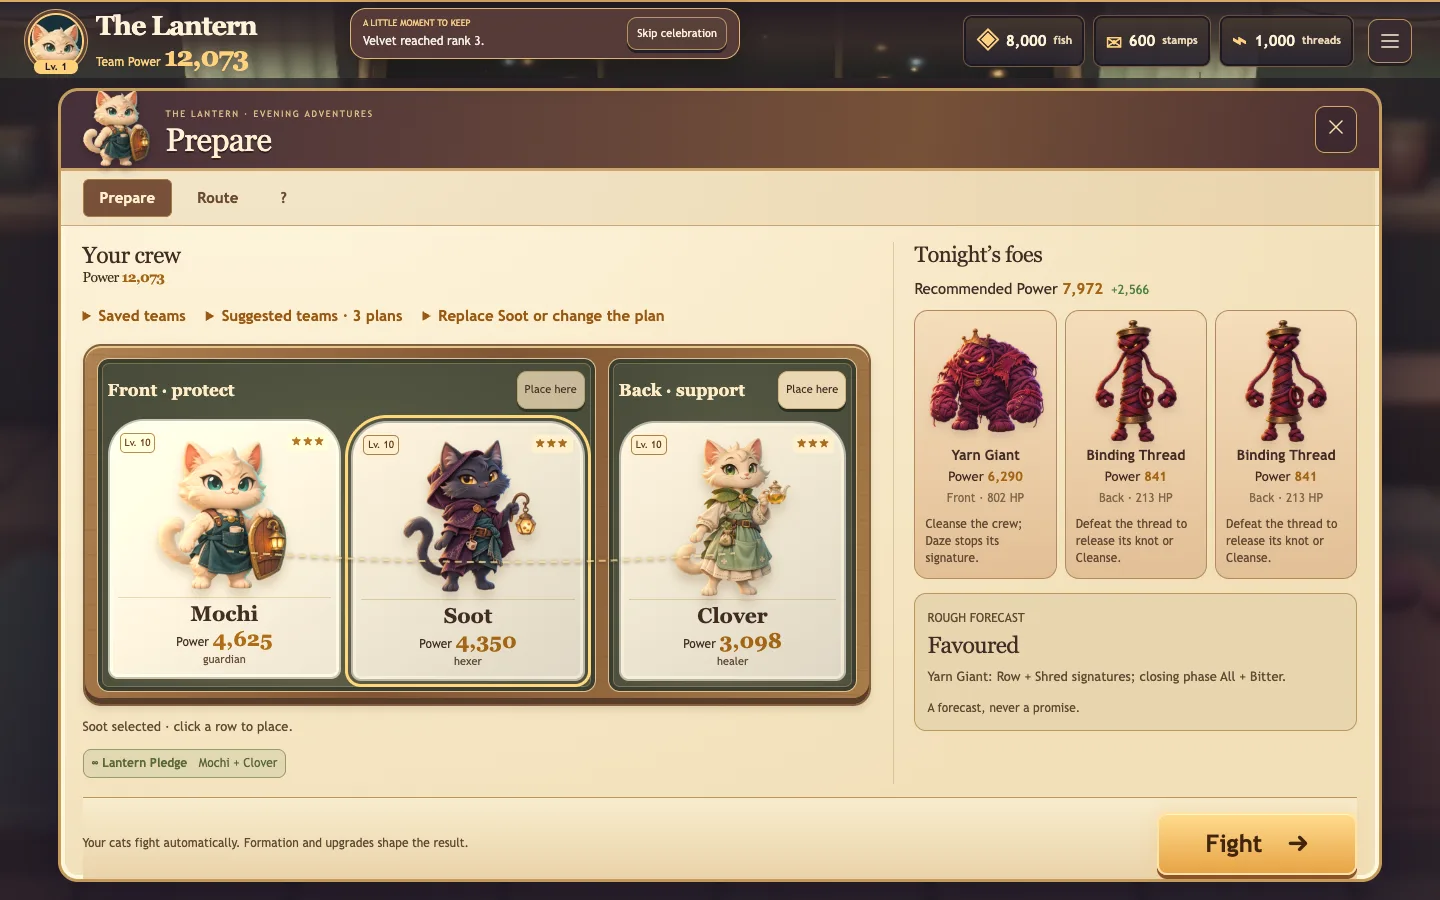 The Lantern
Team Power 12,073
Lv. 1
A LITTLE MOMENT TO KEEP
Velvet reached rank 3.
Skip celebration
8,000 fish
600 stamps
1,000 threads
THE LANTERN · EVENING ADVENTURES
Prepare
Prepare
Route
?
Your crew
Power 12,073
Saved teams
Suggested teams · 3 plans
Replace Soot or change the plan
Front · protect
Place here
Back · support
Place here
Lv. 10
Mochi
Power 4,625
guardian
Lv. 10
Soot
Power 4,350
hexer
Lv. 10
Clover
Power 3,098
healer
Soot selected · click a row to place.
Lantern Pledge Mochi + Clover
Tonight's foes
Recommended Power 7,972 +2,566
Yarn Giant
Power 6,290
Front · 802 HP
Cleanse the crew;
Daze stops its
signature.
Binding Thread
Power 841
Back · 213 HP
Defeat the thread to
release its knot or
Cleanse.
Binding Thread
Power 841
Back · 213 HP
Defeat the thread to
release its knot or
Cleanse.
ROUGH FORECAST
Favoured
Yarn Giant: Row + Shred signatures; closing phase All + Bitter.
A forecast, never a promise.
Your cats fight automatically. Formation and upgrades shape the result.
Fight →